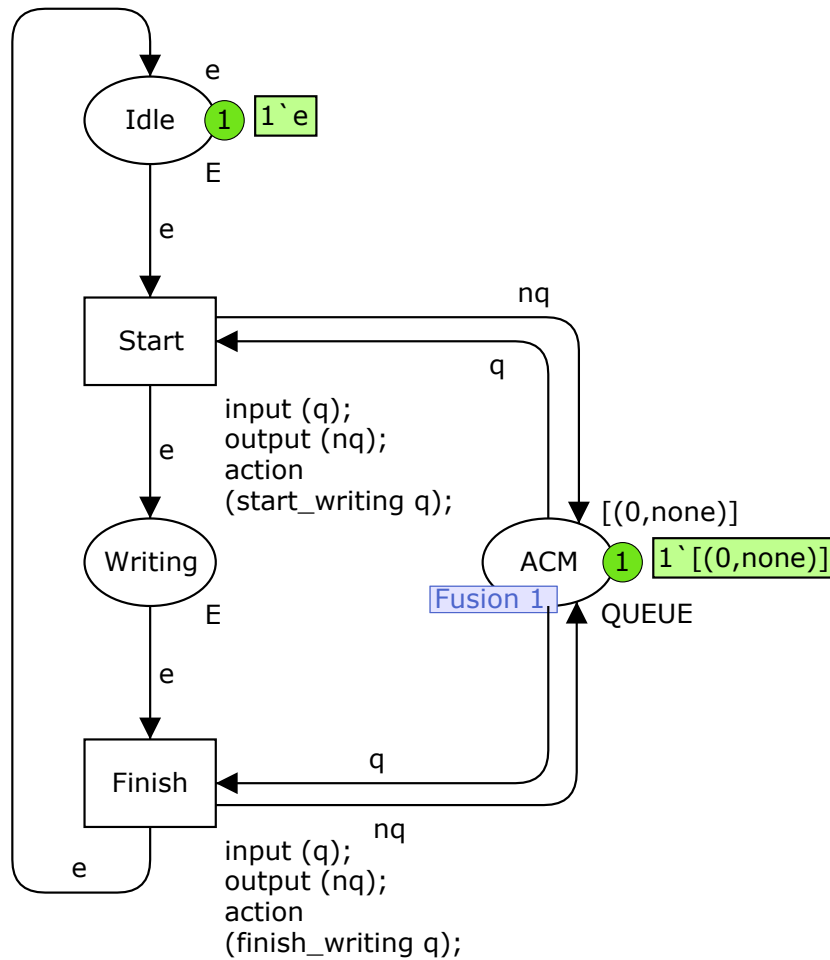 e
Idle
1
1`e
E
e
nq
Start
q
input (q);
output (nq);
action
(start_writing q);
e
[(0,none)]
Writing
ACM
1
1`[(0,none)]
Fusion 1
E
QUEUE
e
q
Finish
nq
e
input (q);
output (nq);
action
(finish_writing q);